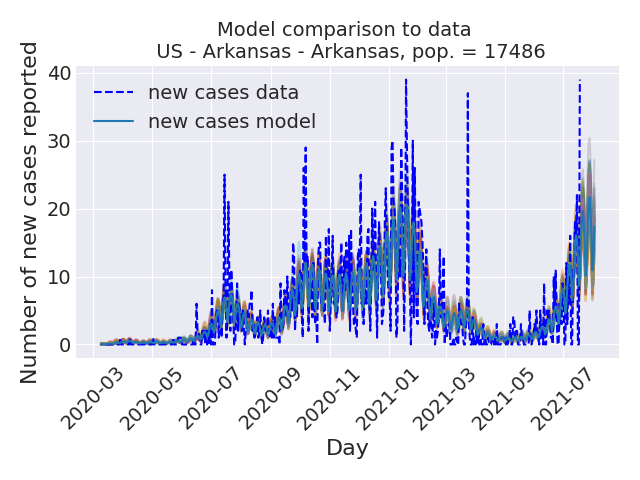 Model comparison to data
US - Arkansas - Arkansas, pop. = 17486
Number of new cases reported
40
30
20
10
0
new cases data
new cases model
2020-03
2020-05
2020-07
2020-09
2020-11
2021-01
2021-03
2021-05
2021-07
Day